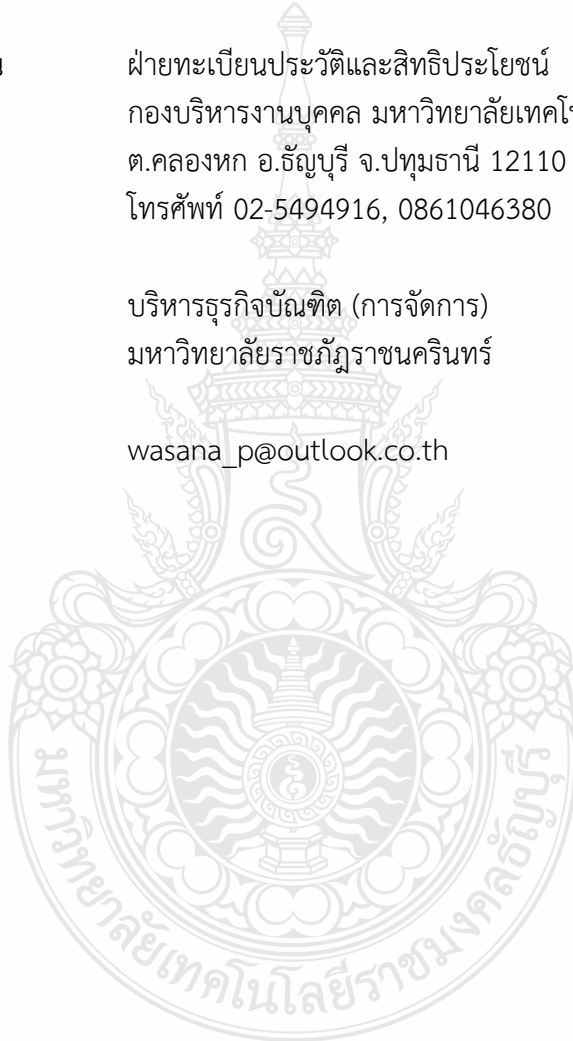 ฝ่ายทะเบียนประวัติและสิทธิประโยชน์
กองบริหารงานบุคคล มหาวิทยาลัยเทคโน
ต.คลองหก อ.ธัญบุรี จ.ปทุมธานี 12110
โทรศัพท์ 02-5494916, 0861046380
บริหารธุรกิจบัณฑิต (การจัดการ)
มหาวิทยาลัยราชภัฏราชนครินทร์
wasana_p@outlook.co.th
มหาวิทยาลัยเทคโนโลยีราชมงคลธัญบุรี